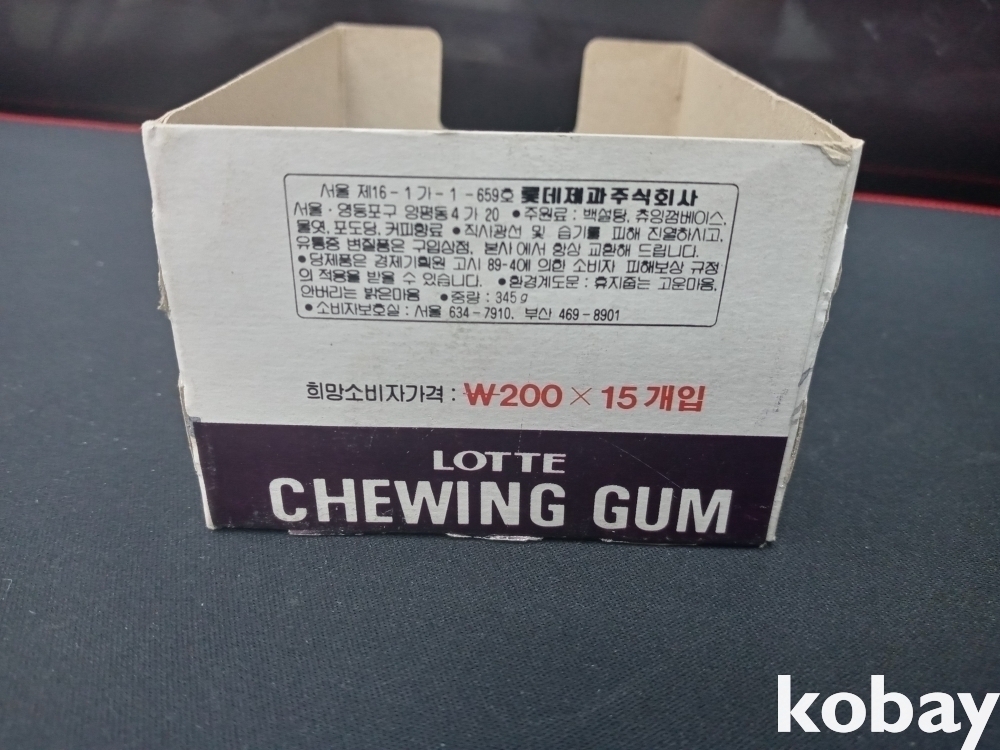 서울 제16-1가-1-659호 롯데제과주식회사
서울·영등포구 양평동4가 20 ●주원료: 백설탕, 츄잉껌베이스,
물엿, 포도당, 커피향료 ●직사광선 및 습기를 피해 진열하시고,
유통중 변질품은 구입상점, 본사에서 항상 교환해 드립니다.
●당제품은 경제기획원 고시 89-4에 의한 소비자 피해보상 규정
의 적용을 받을 수 있습니다. ●환경계도문: 휴지줍는 고운마음,
안버리는 밝은마음 ●중량: 345g
●소비자보호실: 서울 634-7910, 부산 469-8901
희망소비자가격: ₩200×15개입
LOTTE
CHEWING GUM
kobay